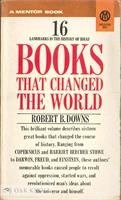 A MENTOR BOOK
16
LANDMARKS IN THE HISTORY OF IDEAS
BOOKS
THAT CHANGED
THE WORLD
ROBERT B. DOWNS
This brilliant volume describes sixteen
great books that changed the course
of history. Ranging from
COPERNICUS and HARRIET BEECHER STOWE
to DARWIN, FREUD, and EINSTEIN, these authors'
memorable books caused people to revolt
against oppression, started wars, and
revolutionized man's ideas about
the universe and himself.